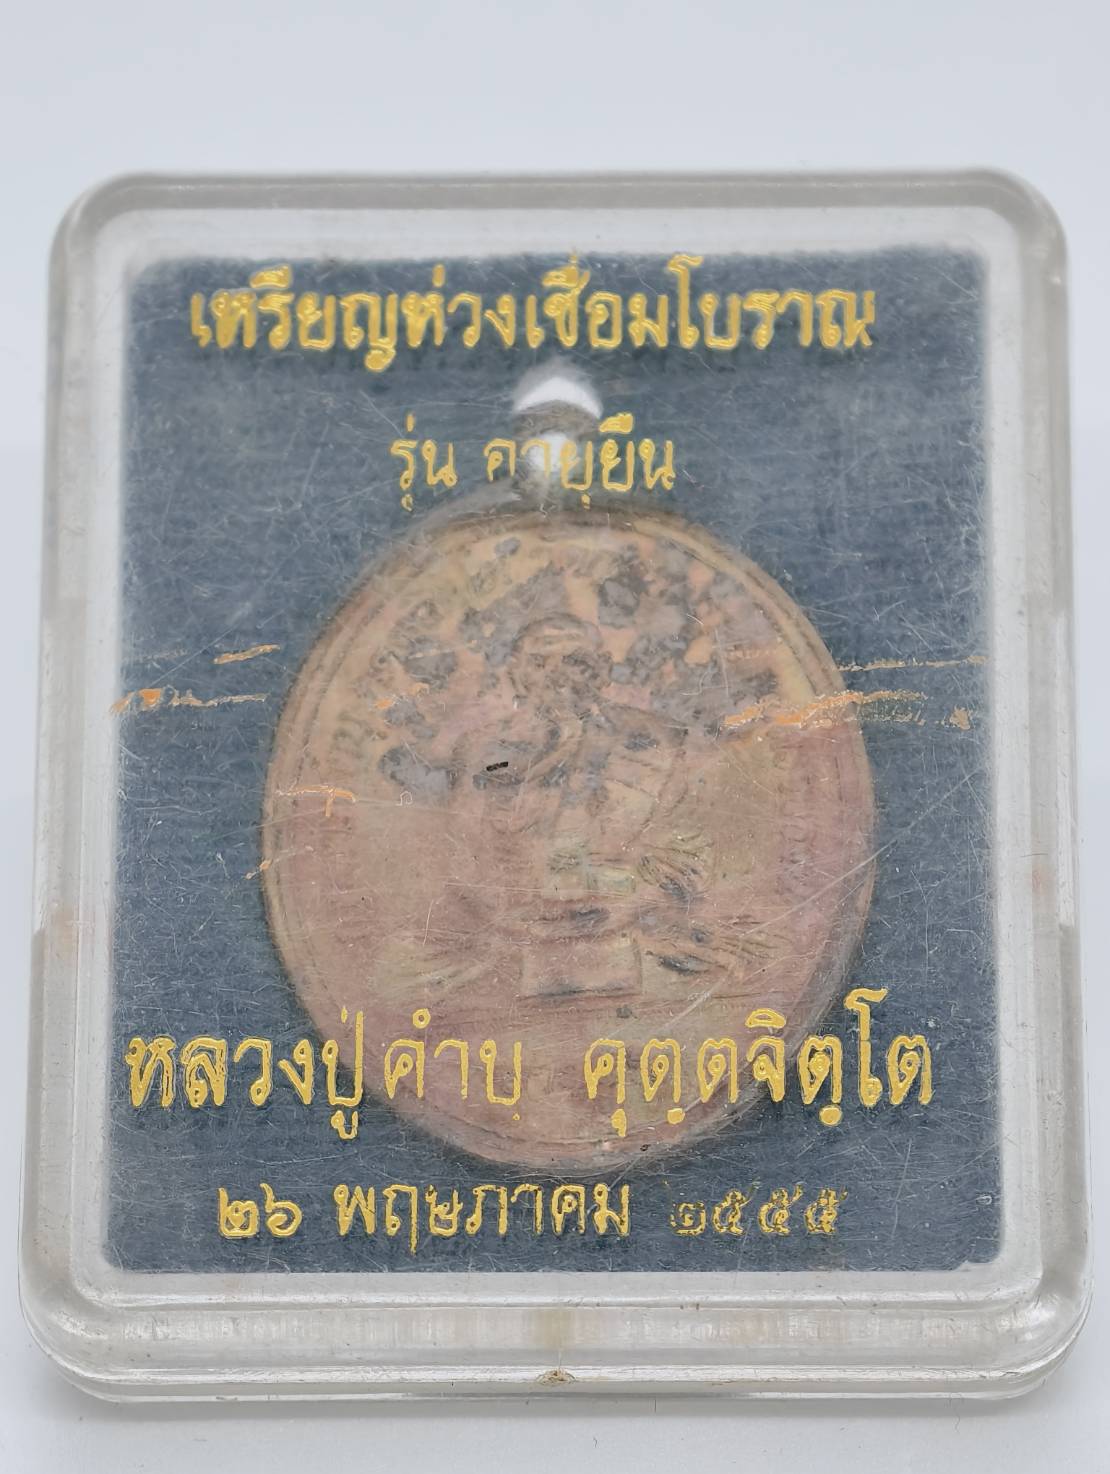 เหรียญห่วงเชื่อมโบราณ
รุ่น อายุยืน
หลวงปู่คำบุ คุตฺตจิตฺโต
๒๖ พฤษภาคม ๒๕๕๕